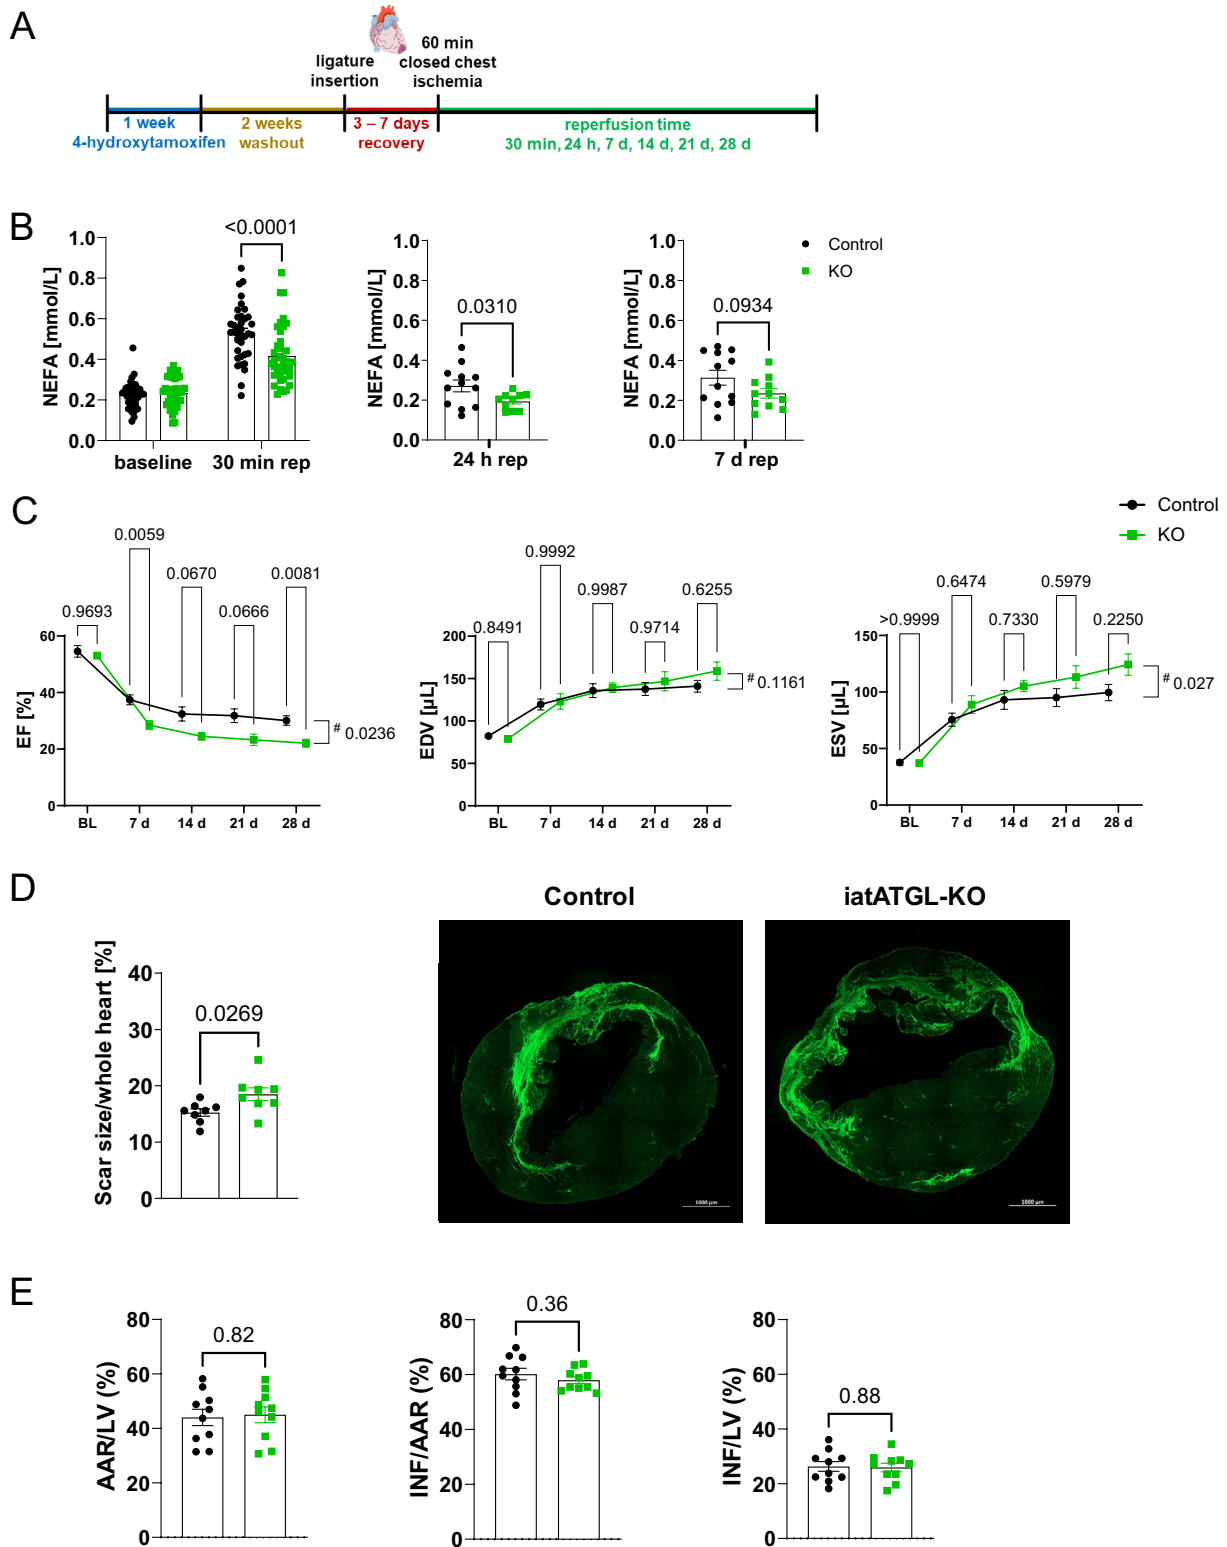 A
ligature
insertion
60 min
closed chest
ischemia
1 week
4-hydroxytamoxifen
2 weeks
washout
3 – 7 days
recovery
reperfusion time
30 min, 24 h, 7 d, 14 d, 21 d, 28 d
B
NEFA [mmol/L]
1.0
0.8
0.6
0.4
0.2
0.0
<0.0001
baseline
30 min rep
NEFA [mmol/L]
1.0
0.8
0.6
0.4
0.2
0.0
0.0310
24 h rep
NEFA [mmol/L]
1.0
0.8
0.6
0.4
0.2
0.0
0.0934
7 d rep
Control
KO
C
Control
KO
EF [%]
60
40
20
0
0.9693
0.0059
0.0670
0.0666
0.0081
# 0.0236
BL
7 d
14 d
21 d
28 d
EDV [µL]
200
150
100
50
0
0.8491
0.9992
0.9987
0.9714
0.6255
# 0.1161
BL
7 d
14 d
21 d
28 d
ESV [µL]
150
100
50
0
>0.9999
0.6474
0.7330
0.5979
0.2250
# 0.027
BL
7 d
14 d
21 d
28 d
D
Scar size/whole heart [%]
40
30
20
10
0
0.0269
Control
iatATGL-KO
1000 µm
1000 µm
E
AAR/LV (%)
80
60
40
20
0
0.82
INF/AAR (%)
80
60
40
20
0
0.36
INF/LV (%)
80
60
40
20
0
0.88